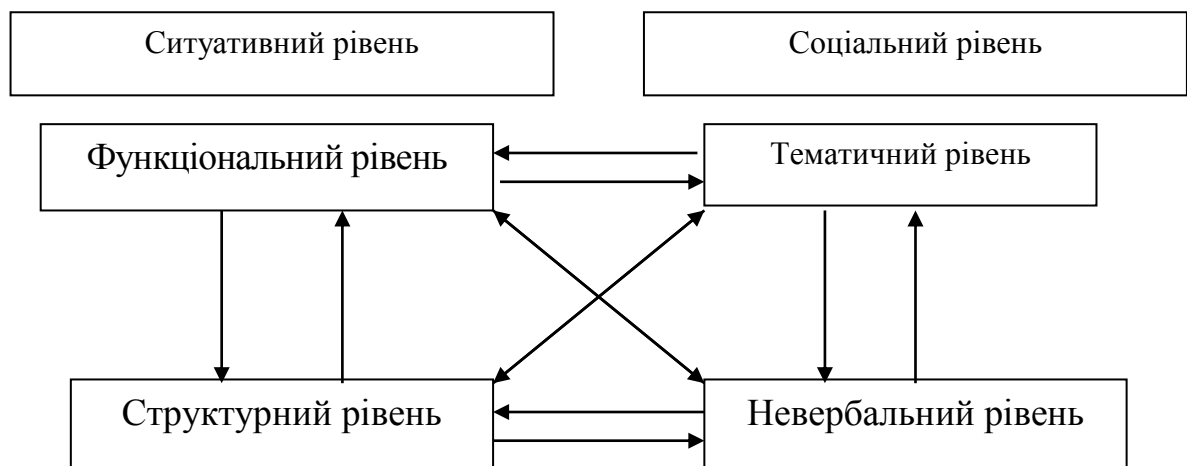 Ситуативний рівень
Соціальний рівень
Функціональний рівень
Тематичний рівень
Структурний рівень
Невербальний рівень